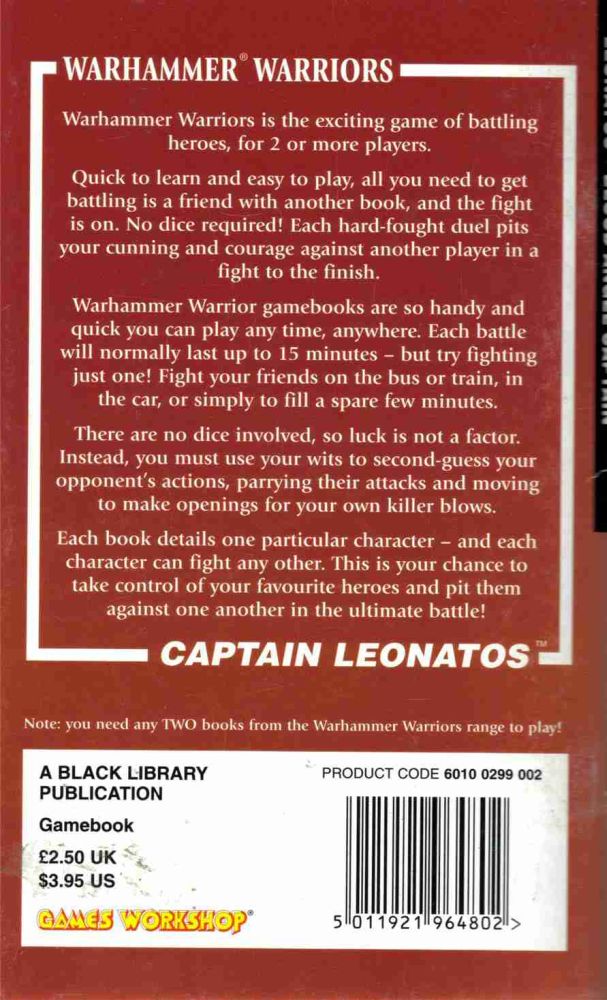 WARHAMMER® WARRIORS
Warhammer Warriors is the exciting game of battling
heroes, for 2 or more players.
Quick to learn and easy to play, all you need to get
battling is a friend with another book, and the fight
is on. No dice required! Each hard-fought duel pits
your cunning and courage against another player in a
fight to the finish.
Warhammer Warrior gamebooks are so handy and
quick you can play any time, anywhere. Each battle
will normally last up to 15 minutes – but try fighting
just one! Fight your friends on the bus or train, in
the car, or simply to fill a spare few minutes.
There are no dice involved, so luck is not a factor.
Instead, you must use your wits to second-guess your
opponent's actions, parrying their attacks and moving
to make openings for your own killer blows.
Each book details one particular character – and each
character can fight any other. This is your chance to
take control of your favourite heroes and pit them
against one another in the ultimate battle!
CAPTAIN LEONATOS™
Note: you need any TWO books from the Warhammer Warriors range to play!
A BLACK LIBRARY
PUBLICATION
Gamebook
£2.50 UK
$3.95 US
GAMES WORKSHOP®
PRODUCT CODE 6010 0299 002
5 011921 964802 >